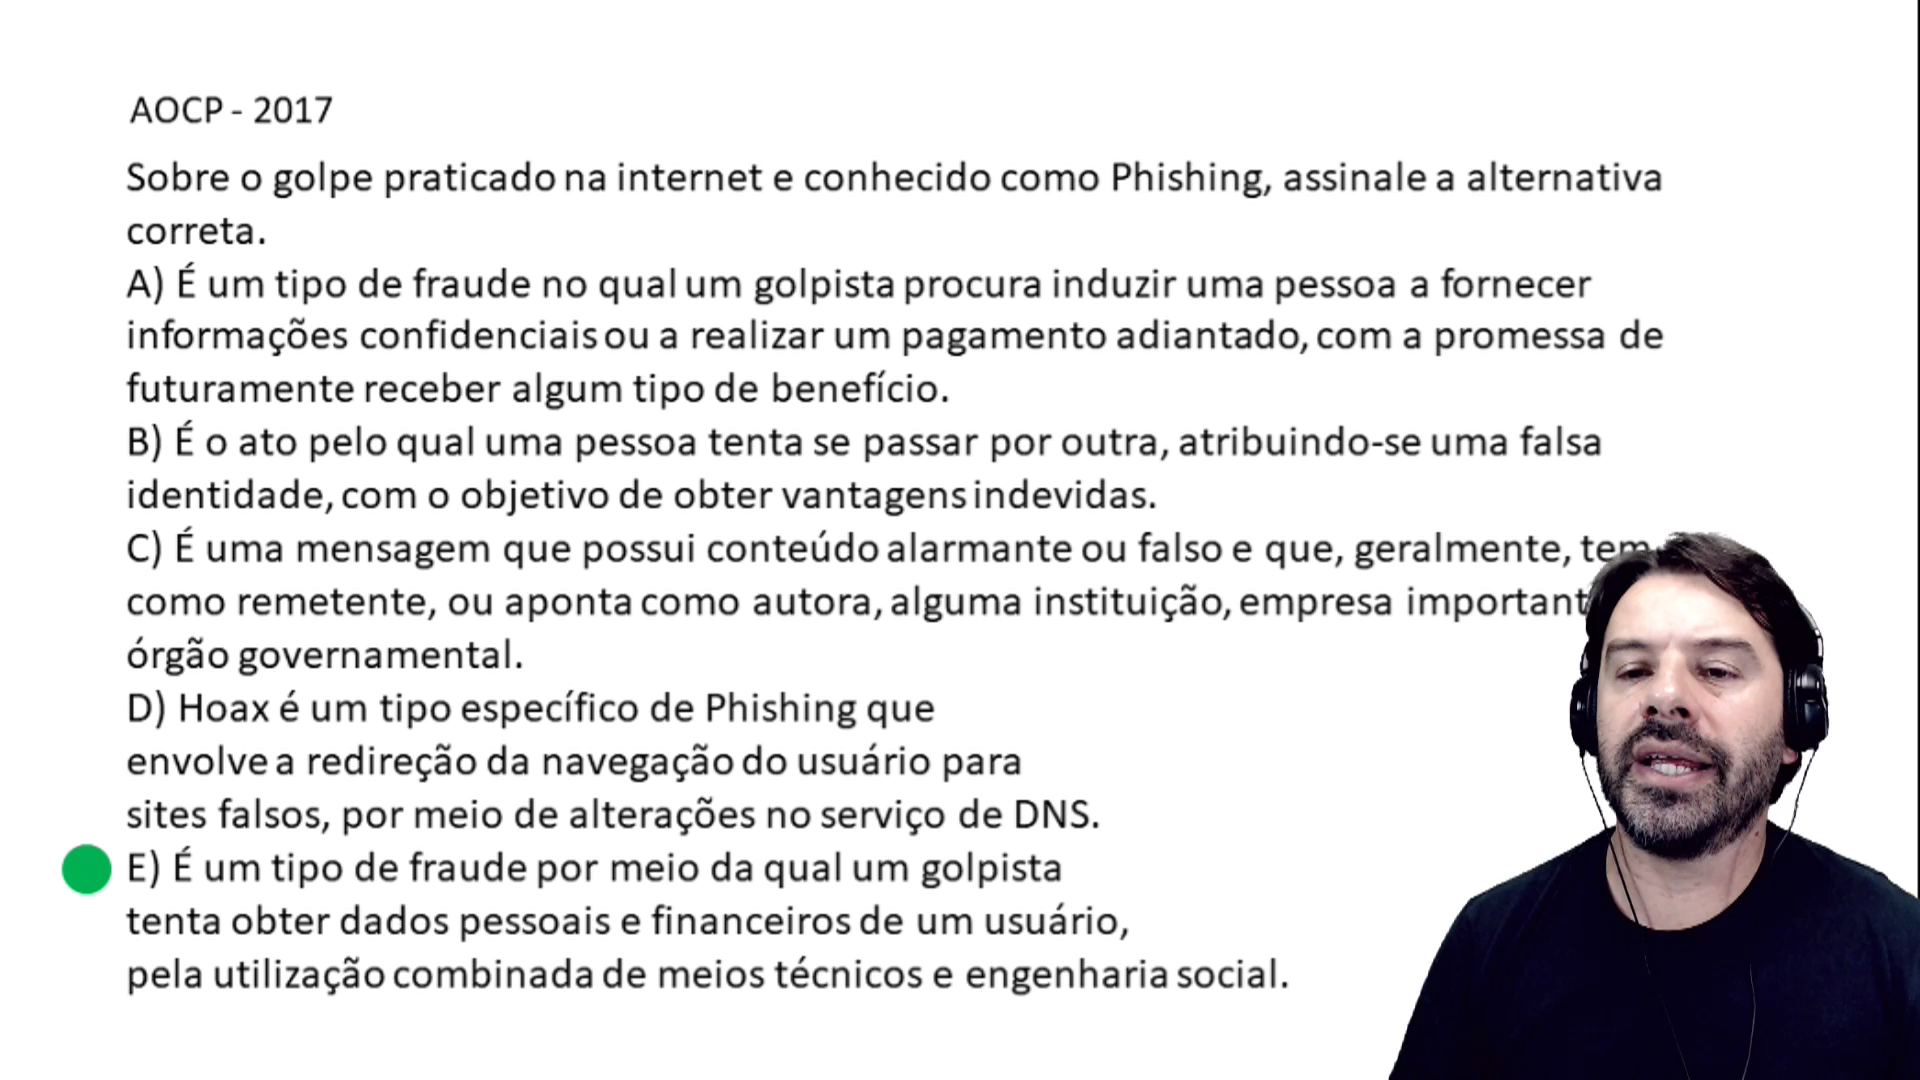 AOCP - 2017
Sobre o golpe praticado na internet e conhecido como Phishing, assinale a alternativa
correta.
A) É um tipo de fraude no qual um golpista procura induzir uma pessoa a fornecer
informações confidenciais ou a realizar um pagamento adiantado, com a promessa de
futuramente receber algum tipo de benefício.
B) É o ato pelo qual uma pessoa tenta se passar por outra, atribuindo-se uma falsa
identidade, com o objetivo de obter vantagens indevidas.
C) É uma mensagem que possui conteúdo alarmante ou falso e que, geralmente, tem
como remetente, ou aponta como autora, alguma instituição, empresa important
órgão governamental.
D) Hoax é um tipo específico de Phishing que
envolve a redireção da navegação do usuário para
sites falsos, por meio de alterações no serviço de DNS.
E) É um tipo de fraude por meio da qual um golpista
tenta obter dados pessoais e financeiros de um usuário,
pela utilização combinada de meios técnicos e engenharia social.